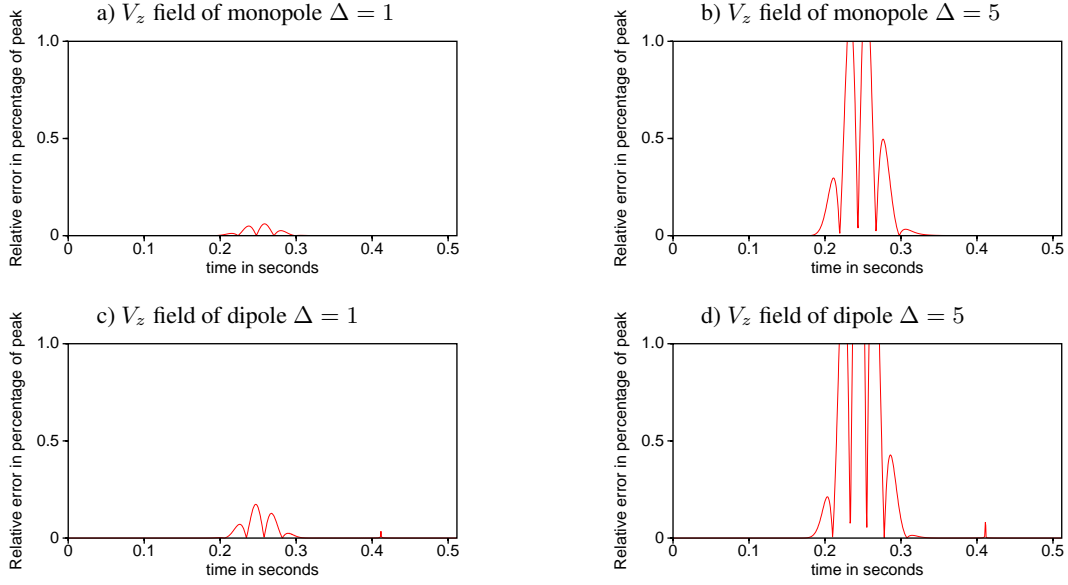 a) V_z field of monopole Δ = 1
Relative error in percentage of peak
1.0
0.5
0
0 0.1 0.2 0.3 0.4 0.5
time in seconds
b) V_z field of monopole Δ = 5
Relative error in percentage of peak
1.0
0.5
0
0 0.1 0.2 0.3 0.4 0.5
time in seconds
c) V_z field of dipole Δ = 1
Relative error in percentage of peak
1.0
0.5
0
0 0.1 0.2 0.3 0.4 0.5
time in seconds
d) V_z field of dipole Δ = 5
Relative error in percentage of peak
1.0
0.5
0
0 0.1 0.2 0.3 0.4 0.5
time in seconds